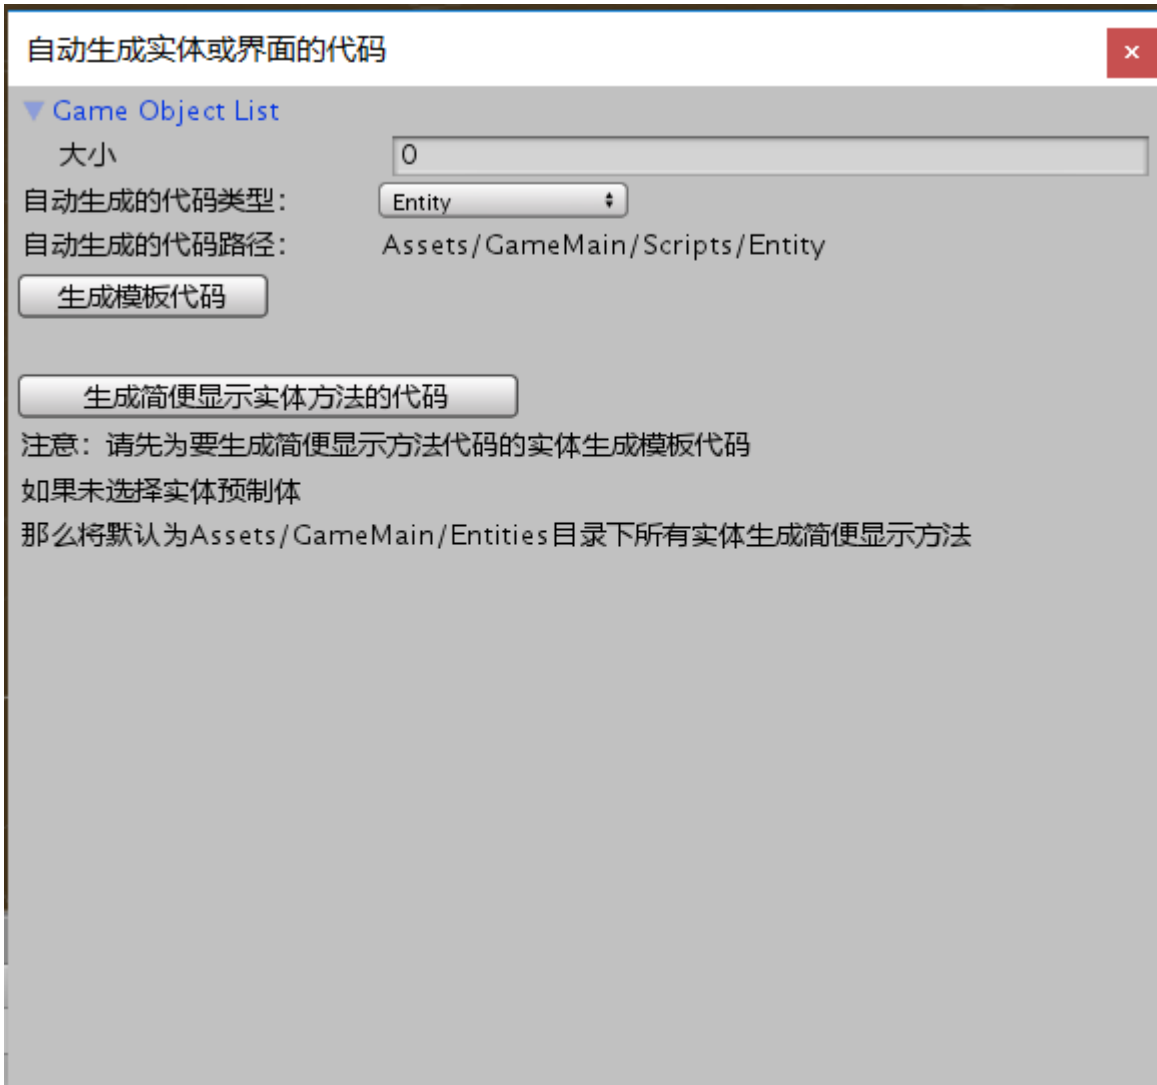 自动生成实体或界面的代码
Game Object List
大小 0
自动生成的代码类型： Entity
自动生成的代码路径： Assets/GameMain/Scripts/Entity
生成模板代码
生成简便显示实体方法的代码
注意：请先为要生成简便显示方法代码的实体生成模板代码
如果未选择实体预制体
那么将默认为Assets/GameMain/Entities目录下所有实体生成简便显示方法